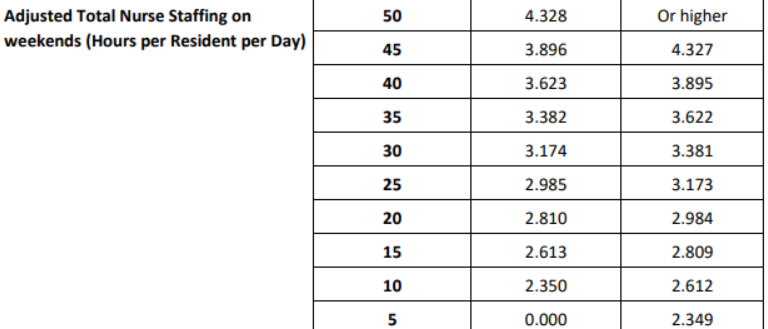 Adjusted Total Nurse Staffing on
weekends (Hours per Resident per Day)
50 4.328 Or higher
45 3.896 4.327
40 3.623 3.895
35 3.382 3.622
30 3.174 3.381
25 2.985 3.173
20 2.810 2.984
15 2.613 2.809
10 2.350 2.612
5 0.000 2.349